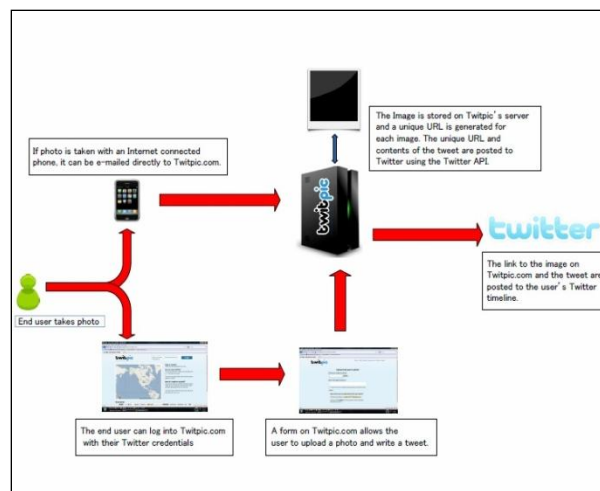 The Image is stored on Twitpic's server
and a unique URL is generated for
each image. The unique URL and
contents of the tweet are posted to
Twitter using the Twitter API.
If photo is taken with an Internet connected
phone, it can be e-mailed directly to Twitpic.com.
twitpic
twitter
The link to the image on
Twitpic.com and the tweet are
posted to the user's Twitter
timeline.
End user takes photo
twitpic
twitpic
The end user can log into Twitpic.com
with their Twitter credentials
A form on Twitpic.com allows the
user to upload a photo and write a tweet.